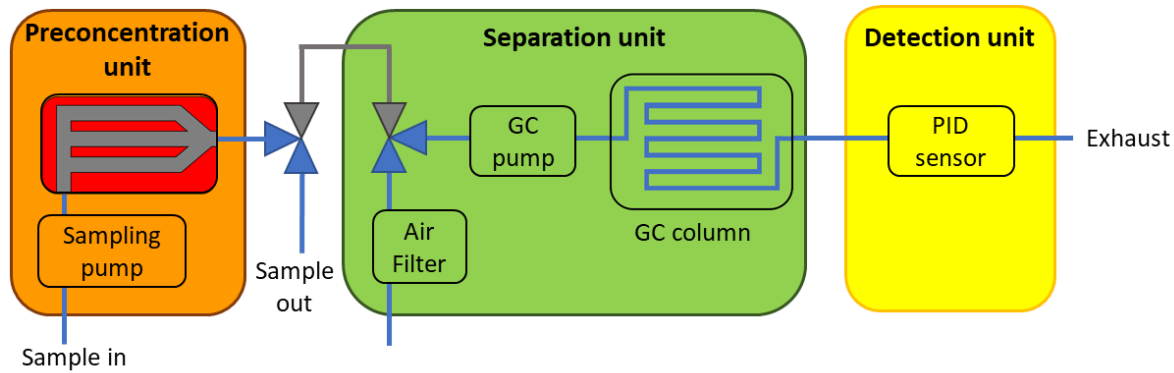 Preconcentration
unit
Sampling
pump
Sample in
Sample
out
Separation unit
GC
pump
GC column
Air
Filter
Detection unit
PID
sensor
Exhaust